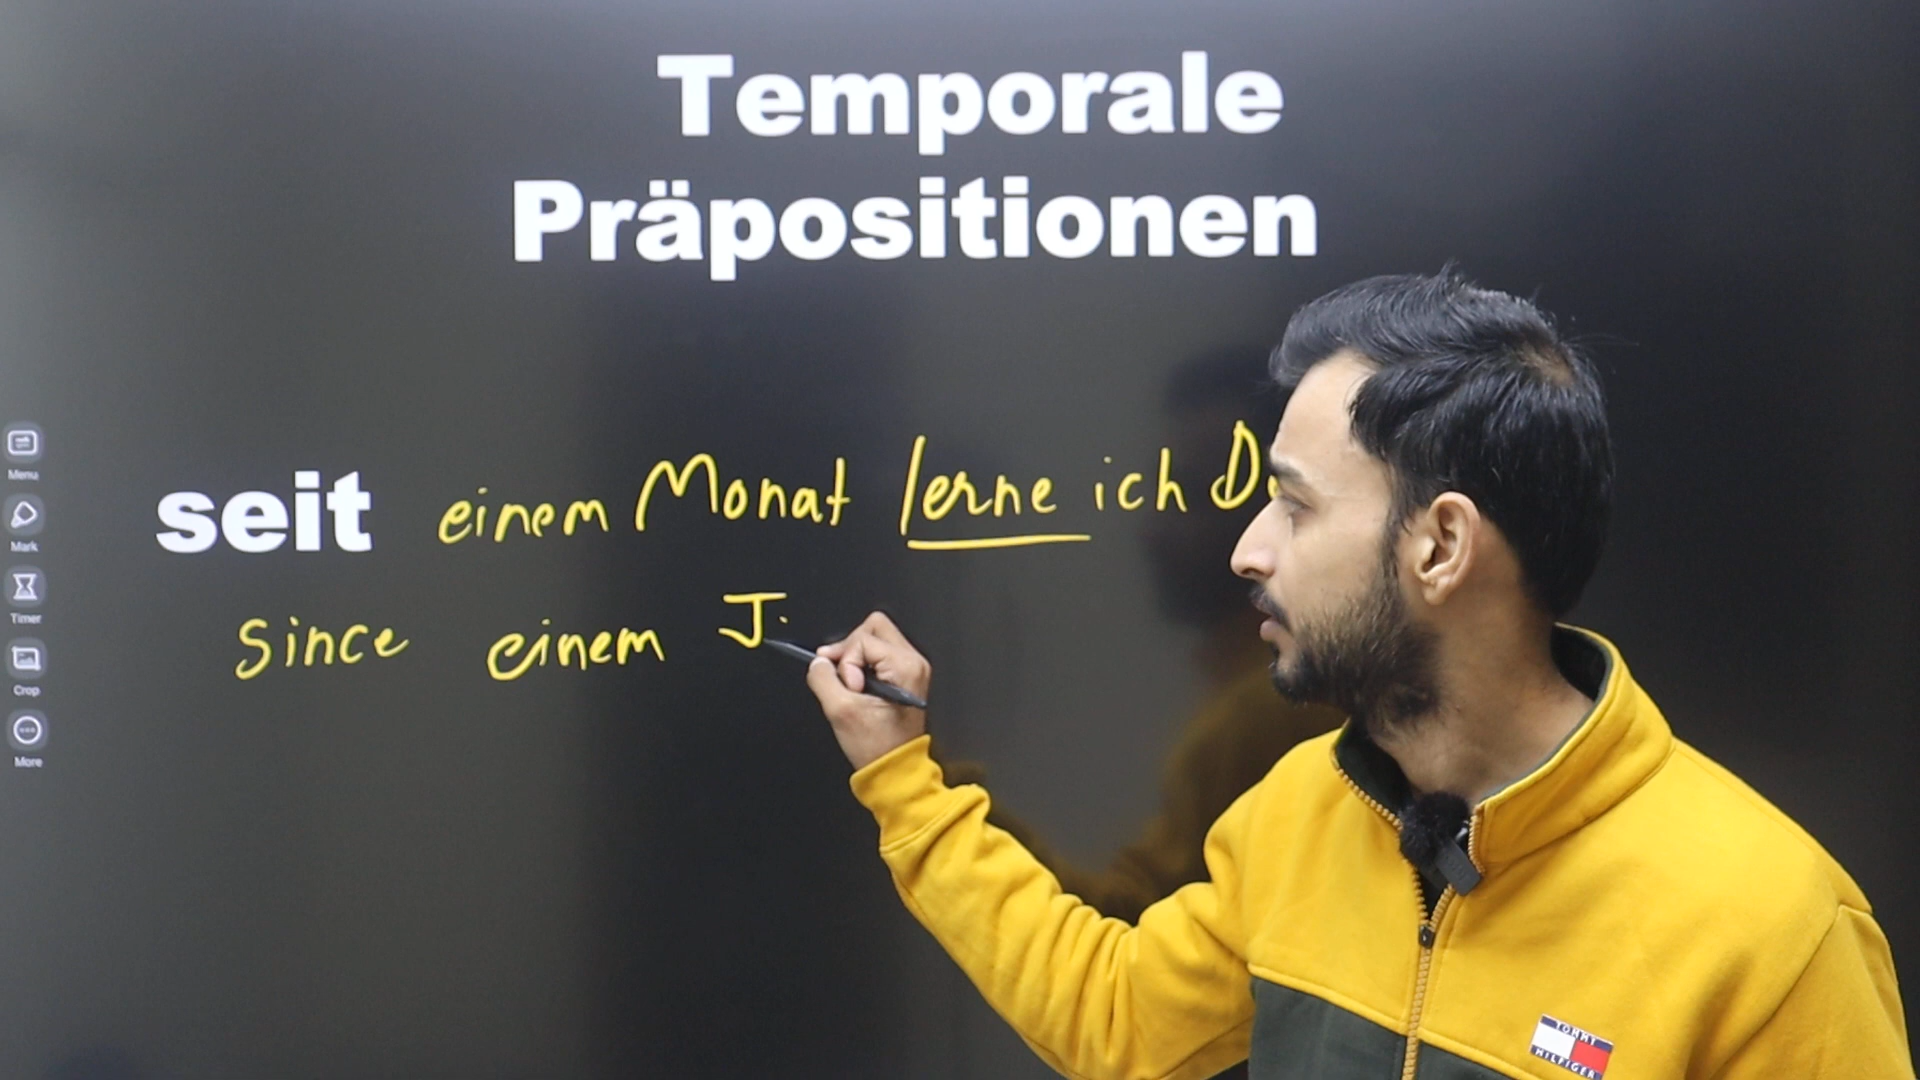 Temporale
Präpositionen
seit einem Monat lerne ich D
since einem J
Menu
Mark
Timer
Crop
More
TOMMY
HILFIGER